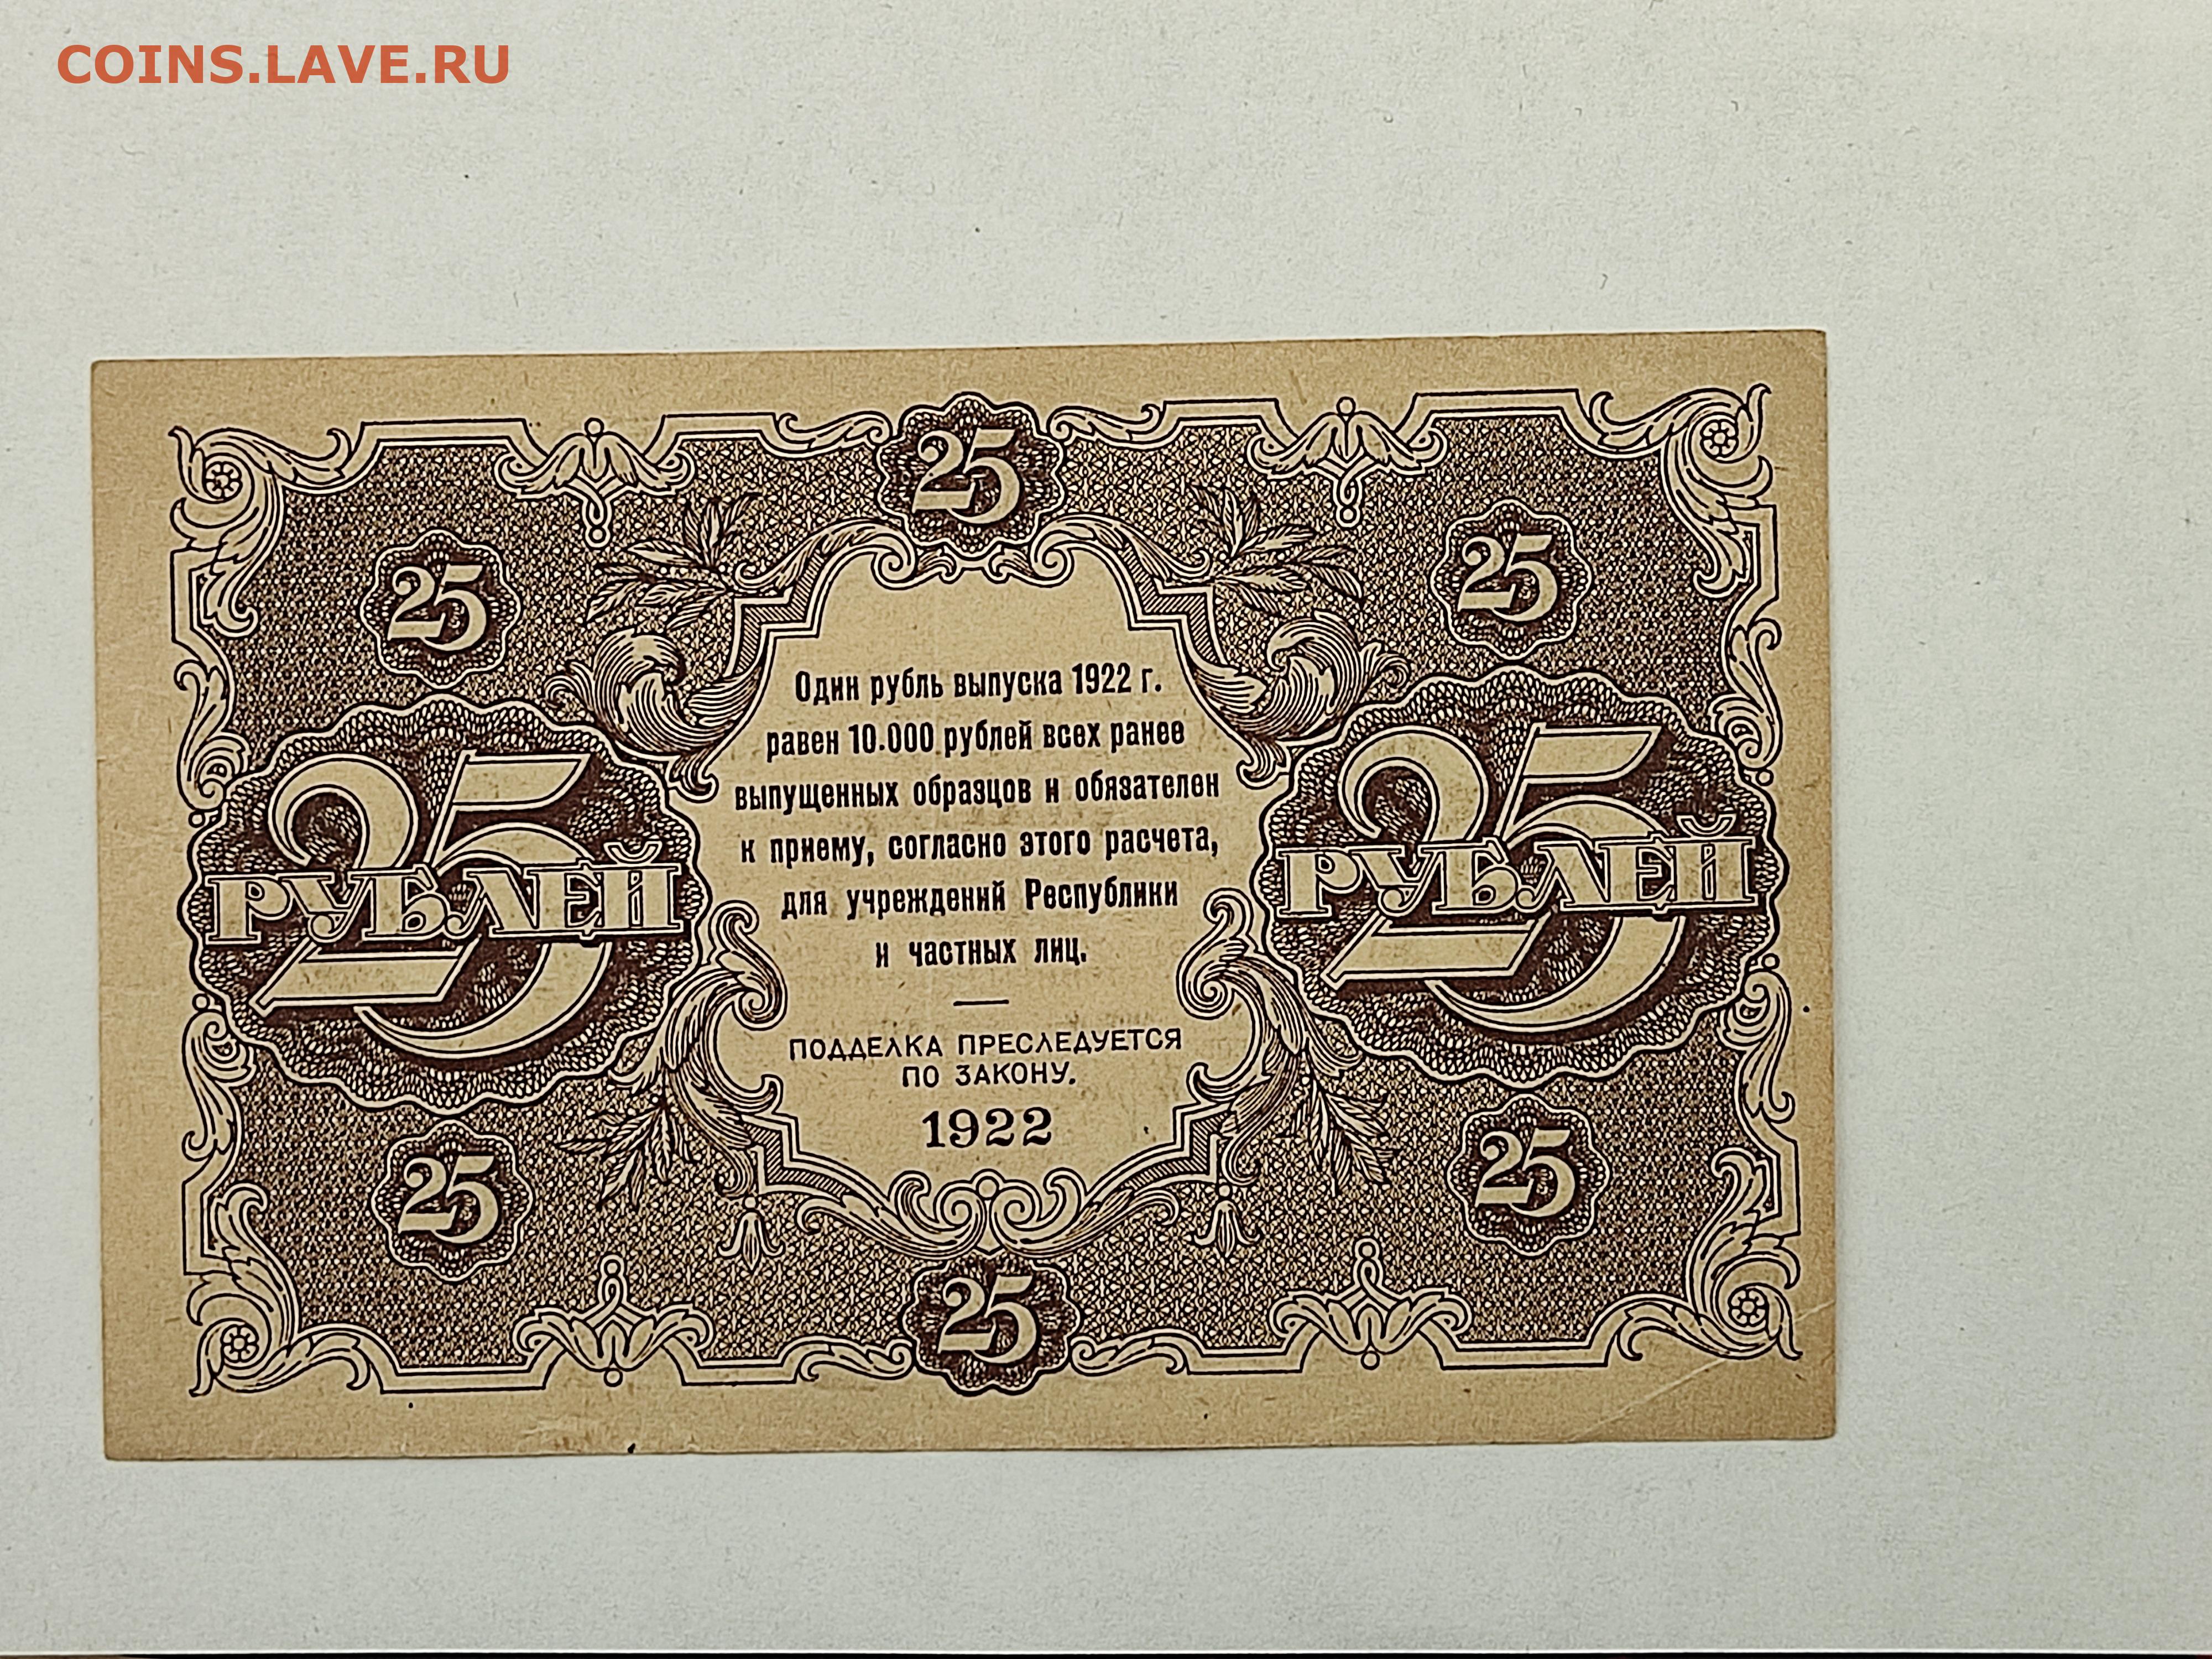 COINS.LAVE.RU
25
25
25
Один рубль выпуска 1922 г.
равен 10.000 рублей всех ранее
выпущенных образцов и обязателен
к приему, согласно этого расчета,
для учреждений Республики
и частных лиц.
25
РУБЛЕЙ
25
РУБЛЕЙ
ПОДДЕЛКА ПРЕСЛЕДУЕТСЯ
ПО ЗАКОНУ.
1922
25
25
25